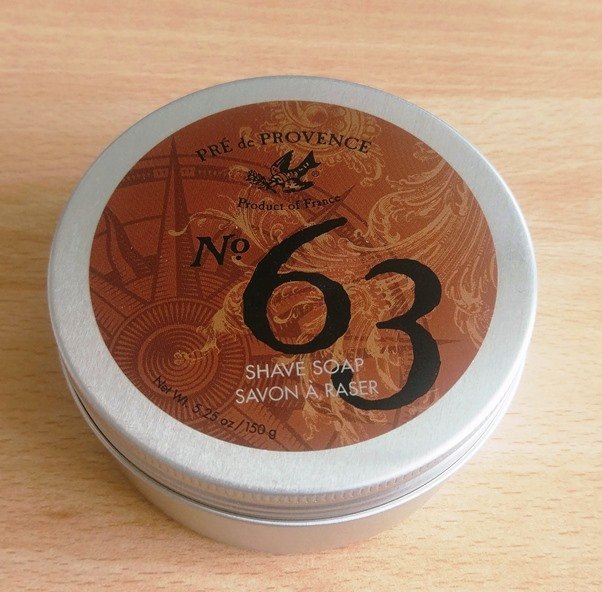 PRÉ de PROVENCE
Product of France
No. 63
SHAVE SOAP
SAVON À RASER
Net Wt. 5.25 oz / 150 g